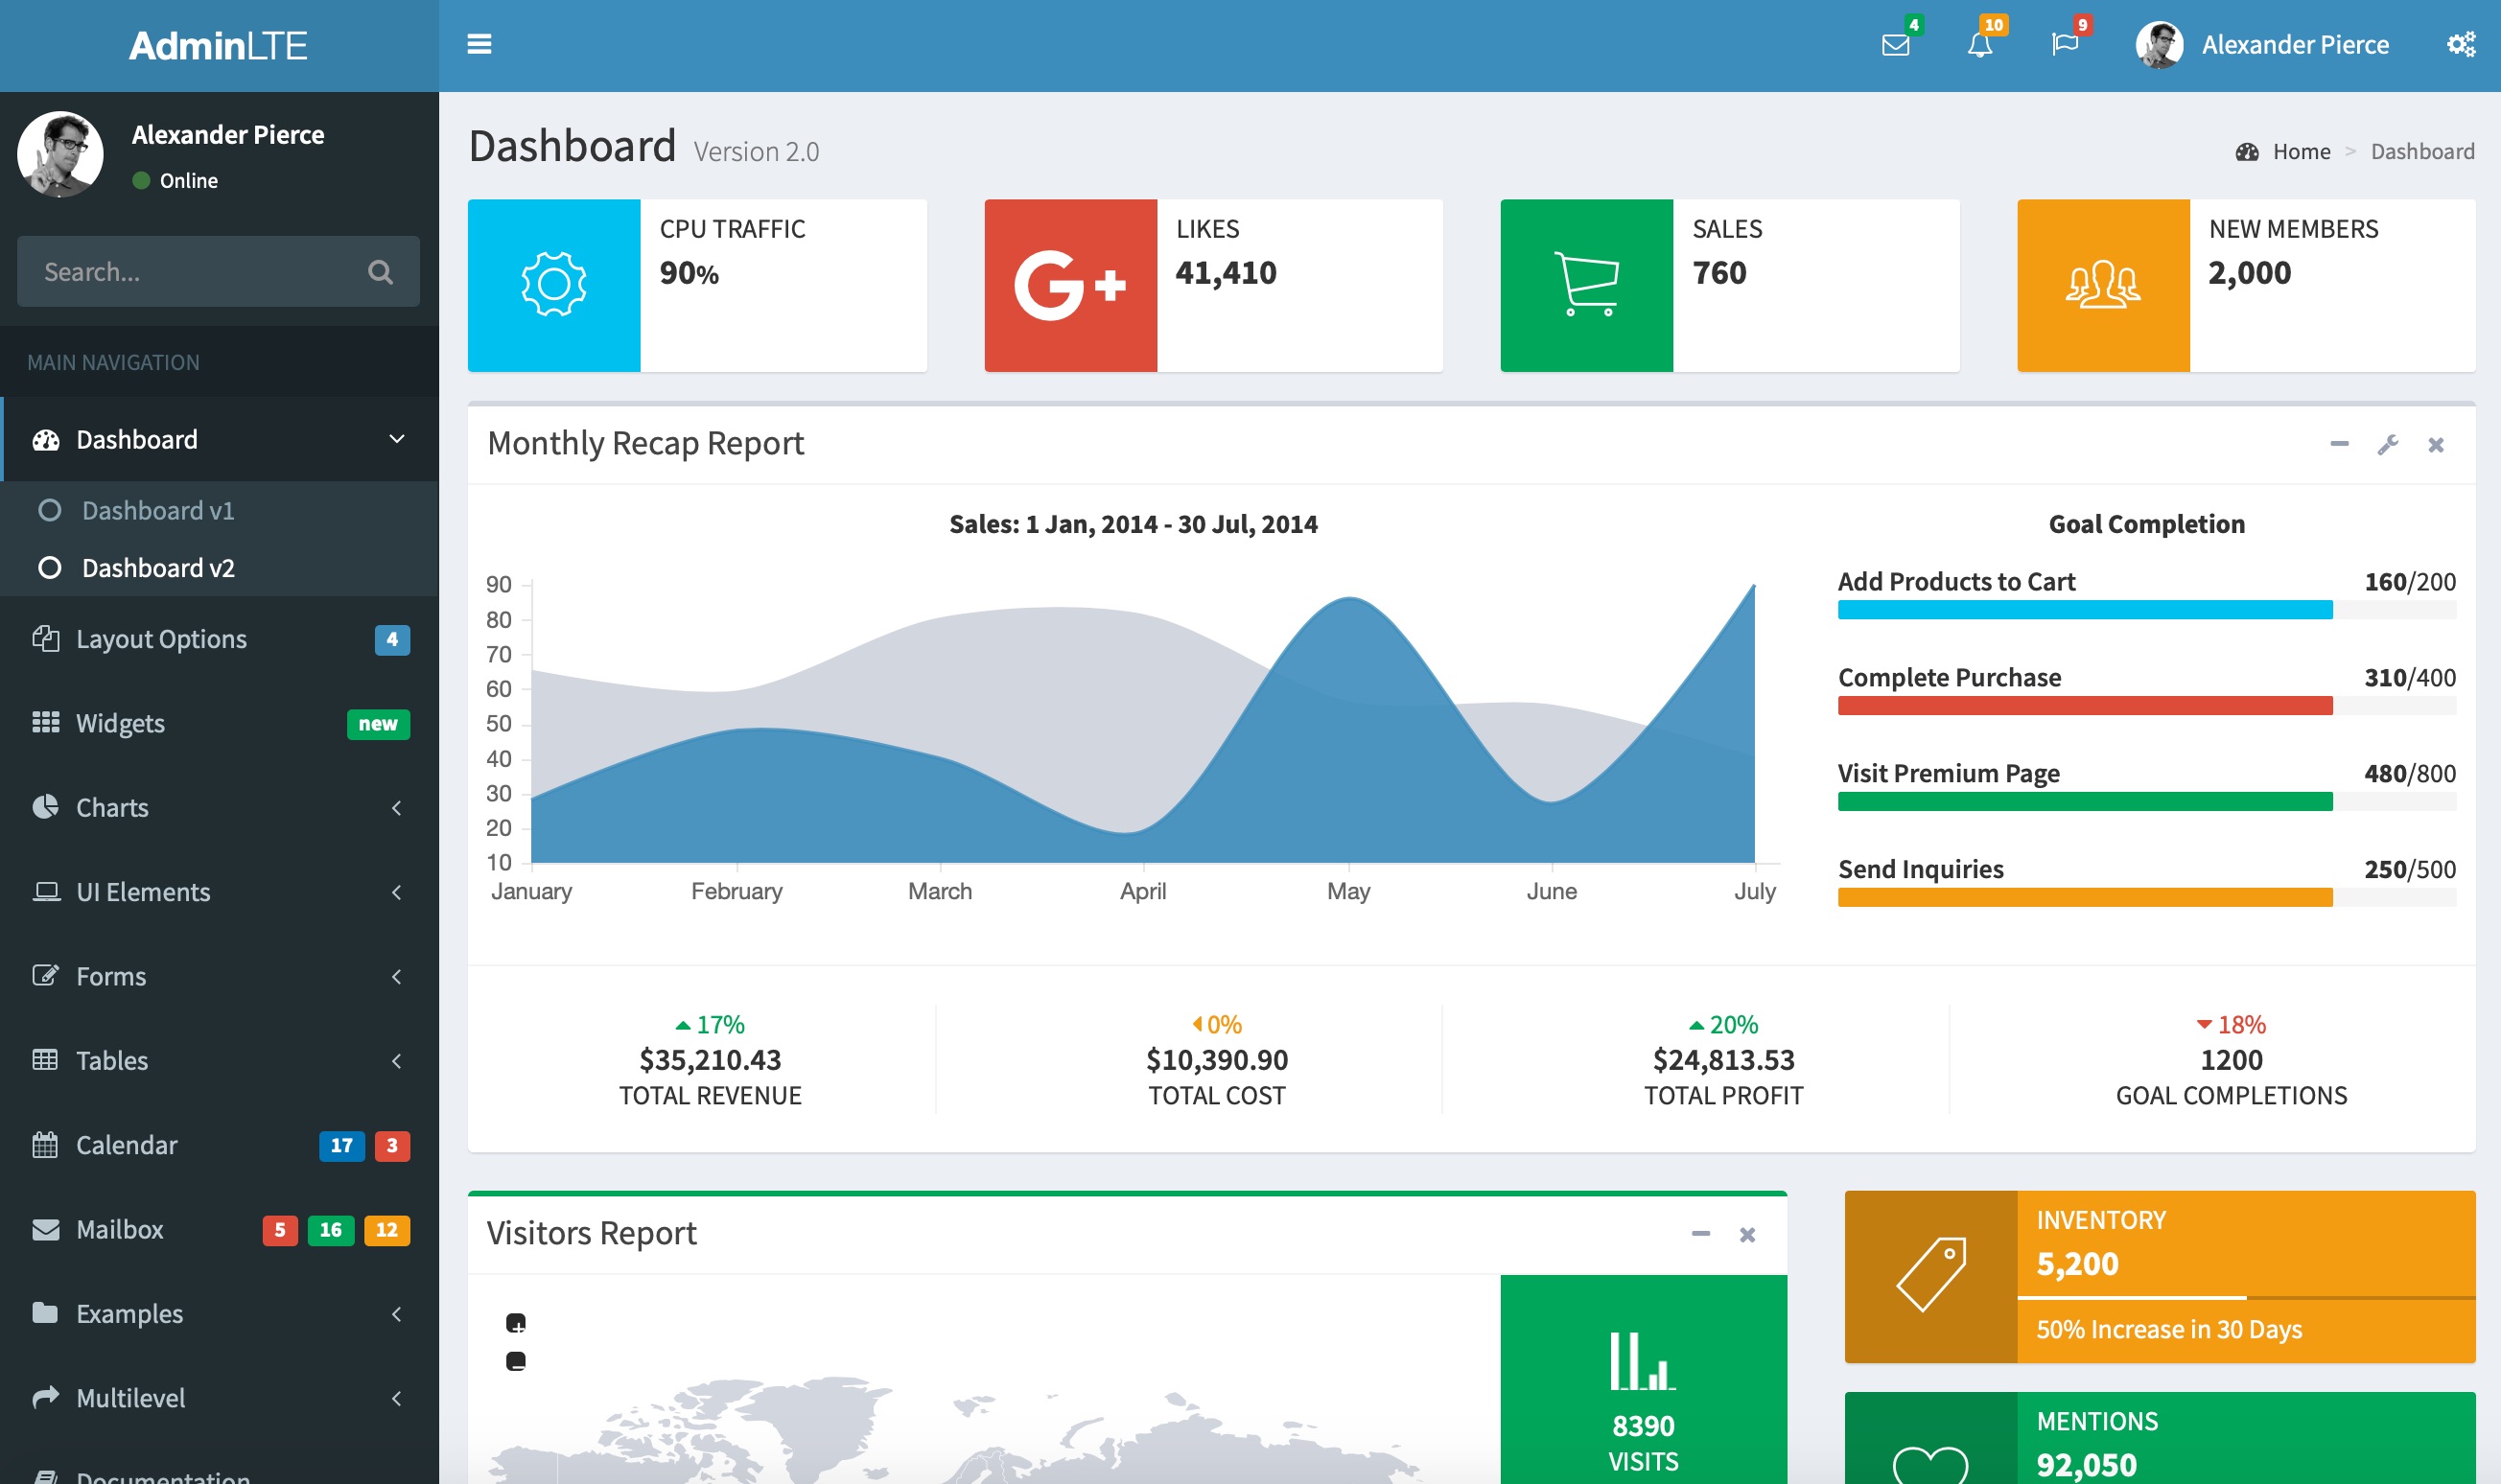 AdminLTE
4
10
9
Alexander Pierce
Alexander Pierce
Online
Search...
MAIN NAVIGATION
Dashboard
Dashboard v1
Dashboard v2
Layout Options 4
Widgets new
Charts
UI Elements
Forms
Tables
Calendar 17 3
Mailbox 5 16 12
Examples
Multilevel
Documentation
Dashboard Version 2.0
Home > Dashboard
CPU TRAFFIC
90%
G+
LIKES
41,410
SALES
760
NEW MEMBERS
2,000
Monthly Recap Report
Sales: 1 Jan, 2014 - 30 Jul, 2014
90
80
70
60
50
40
30
20
10
January February March April May June July
Goal Completion
Add Products to Cart 160/200
Complete Purchase 310/400
Visit Premium Page 480/800
Send Inquiries 250/500
17%
$35,210.43
TOTAL REVENUE
0%
$10,390.90
TOTAL COST
20%
$24,813.53
TOTAL PROFIT
18%
1200
GOAL COMPLETIONS
Visitors Report
+
−
8390
VISITS
INVENTORY
5,200
50% Increase in 30 Days
MENTIONS
92,050